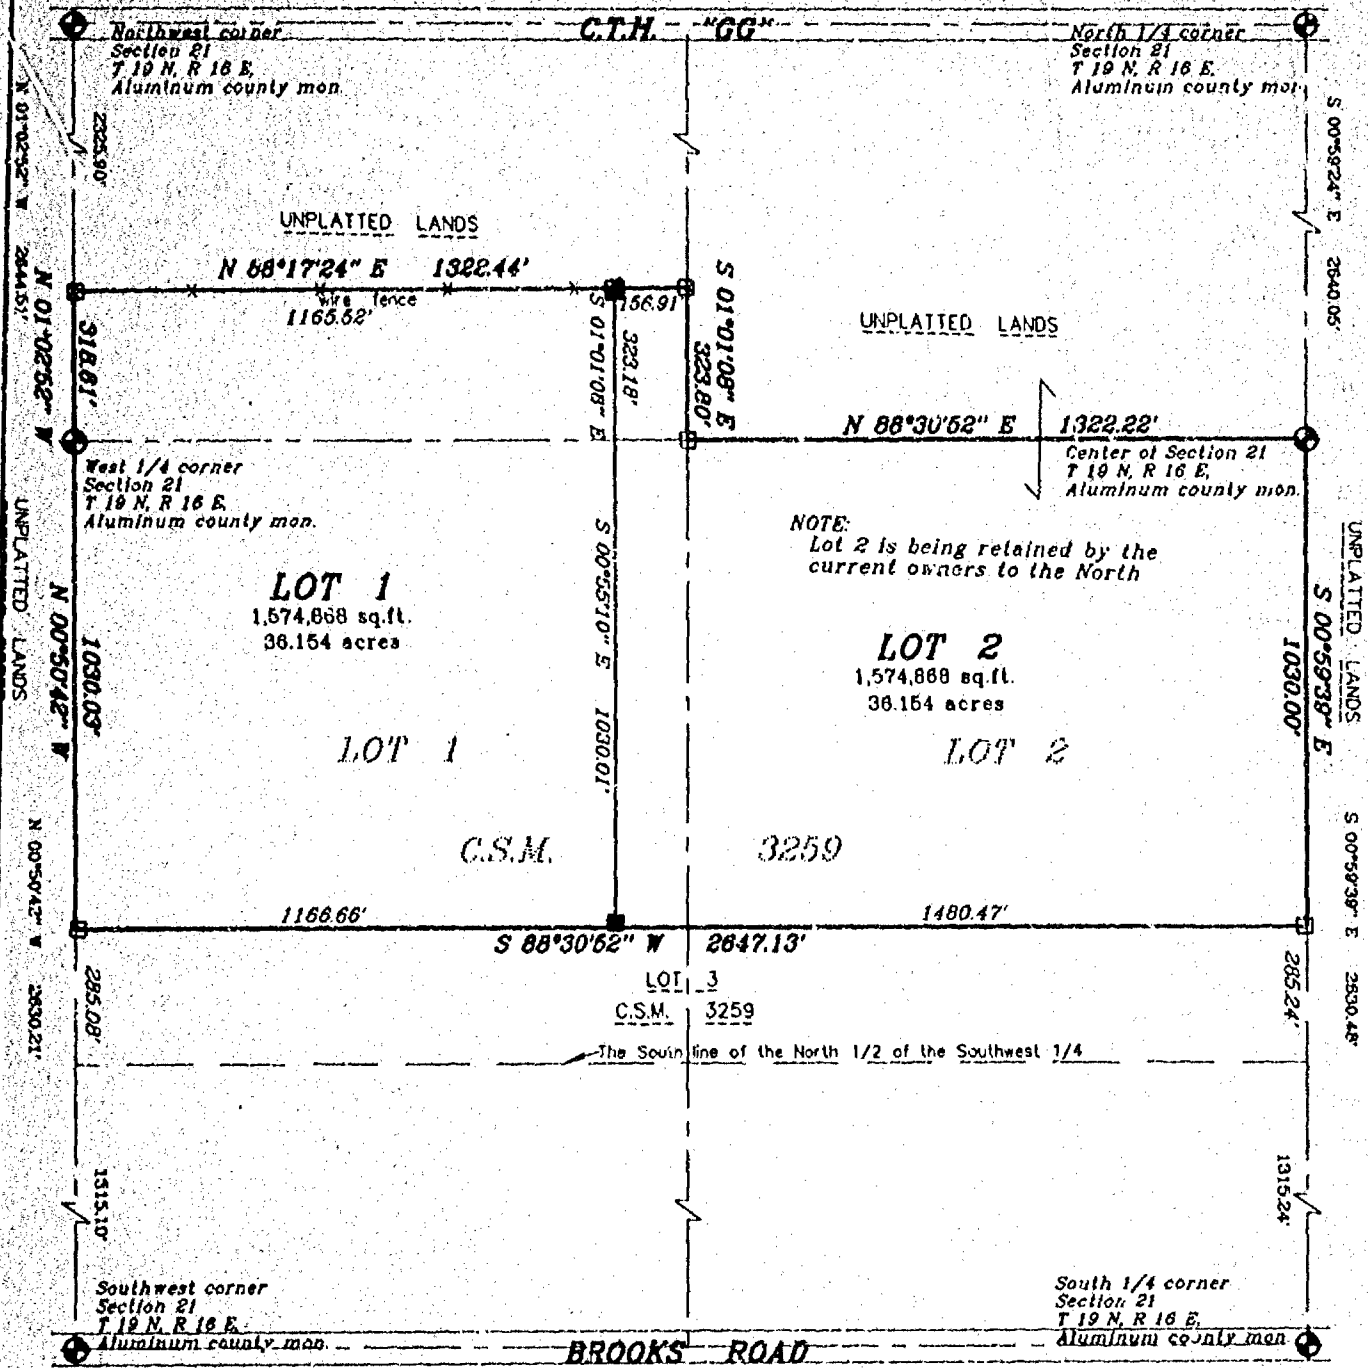 C.T.H. "GG"
Northwest corner
Section 21
T 19 N, R 16 E,
Aluminum county mon.
North 1/4 corner
Section 21
T 19 N, R 16 E,
Aluminum county mon.
N 01°02'52" W 2644.51'
2325.90'
S 00°59'24" E 2640.05'
UNPLATTED LANDS
N 88°17'24" E 1322.44'
wire fence
1165.52'
156.91'
N 01°02'52" W
318.61'
S 01°01'08" E
323.18'
S 01°01'08" E
323.80'
UNPLATTED LANDS
N 88°30'52" E 1322.22'
West 1/4 corner
Section 21
T 19 N, R 16 E,
Aluminum county mon.
Center of Section 21
T 19 N, R 16 E,
Aluminum county mon.
NOTE:
Lot 2 is being retained by the
current owners to the North
UNPLATTED LANDS
N 00°50'42" W
1030.03'
S 00°55'10" E 1030.01'
UNPLATTED LANDS
S 00°59'39" E
1030.00'
LOT 1
1,574,868 sq.ft.
36.154 acres
LOT 2
1,574,868 sq.ft.
36.154 acres
LOT 1
LOT 2
C.S.M. 3259
N 00°50'42" W 2630.21'
S 00°59'39" E 2630.48'
1166.66'
1480.47'
S 88°30'52" W 2647.13'
285.08'
285.24'
LOT 3
C.S.M. 3259
The South line of the North 1/2 of the Southwest 1/4
1315.10'
1315.24'
Southwest corner
Section 21
T 19 N, R 16 E,
Aluminum county mon.
South 1/4 corner
Section 21
T 19 N, R 16 E,
Aluminum county mon
BROOKS ROAD